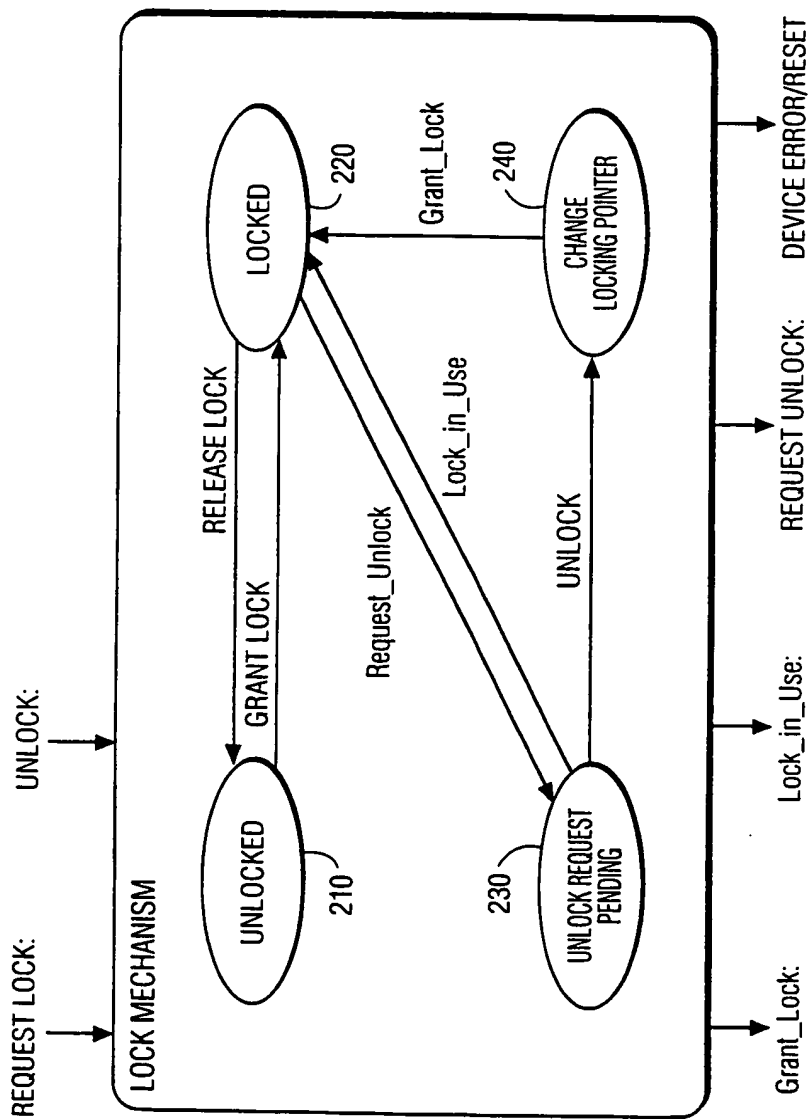 REQUEST LOCK:
UNLOCK:
LOCK MECHANISM
UNLOCKED
210
RELEASE LOCK
GRANT LOCK
LOCKED
220
Request_Unlock
Lock_in_Use
Grant_Lock
230
UNLOCK REQUEST
PENDING
UNLOCK
240
CHANGE
LOCKING POINTER
Grant_Lock:
Lock_in_Use:
REQUEST UNLOCK:
DEVICE ERROR/RESET